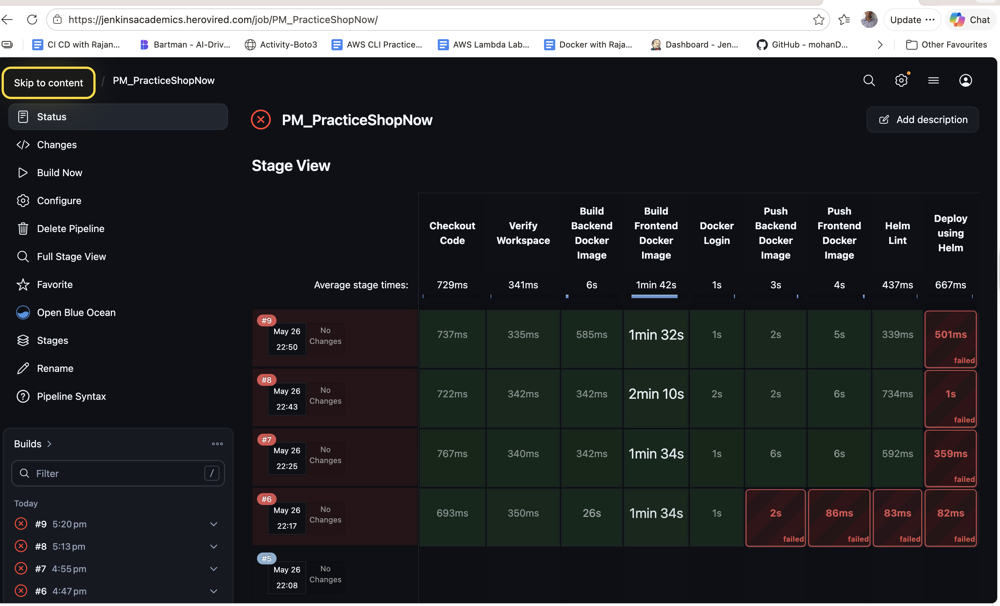 https://jenkinsacademics.herovired.com/job/PM_PracticeShopNow/
Update
Chat
CI CD with Rajan...
Bartman - AI-Driv...
Activity-Boto3
AWS CLI Practice...
AWS Lambda Lab...
Docker with Raja...
Dashboard - Jen...
GitHub - mohanD...
Other Favourites
Skip to content
/ PM_PracticeShopNow
Status
Changes
Build Now
Configure
Delete Pipeline
Full Stage View
Favorite
Open Blue Ocean
Stages
Rename
Pipeline Syntax
Builds
Filter
/
Today
#9 5:20 pm
#8 5:13 pm
#7 4:55 pm
#6 4:47 pm
PM_PracticeShopNow
Add description
Stage View
Checkout
Code
Verify
Workspace
Build
Backend
Docker
Image
Build
Frontend
Docker
Image
Docker
Login
Push
Backend
Docker
Image
Push
Frontend
Docker
Image
Helm
Lint
Deploy
using
Helm
Average stage times:
729ms
341ms
6s
1min 42s
1s
3s
4s
437ms
667ms
#9
May 26
22:50
No
Changes
737ms
335ms
585ms
1min 32s
1s
2s
5s
339ms
501ms
failed
#8
May 26
22:43
No
Changes
722ms
342ms
342ms
2min 10s
2s
2s
6s
734ms
1s
failed
#7
May 26
22:25
No
Changes
767ms
340ms
342ms
1min 34s
1s
6s
6s
592ms
359ms
failed
#6
May 26
22:17
No
Changes
693ms
350ms
26s
1min 34s
1s
2s
failed
86ms
failed
83ms
failed
82ms
failed
#5
May 26
22:08
No
Changes